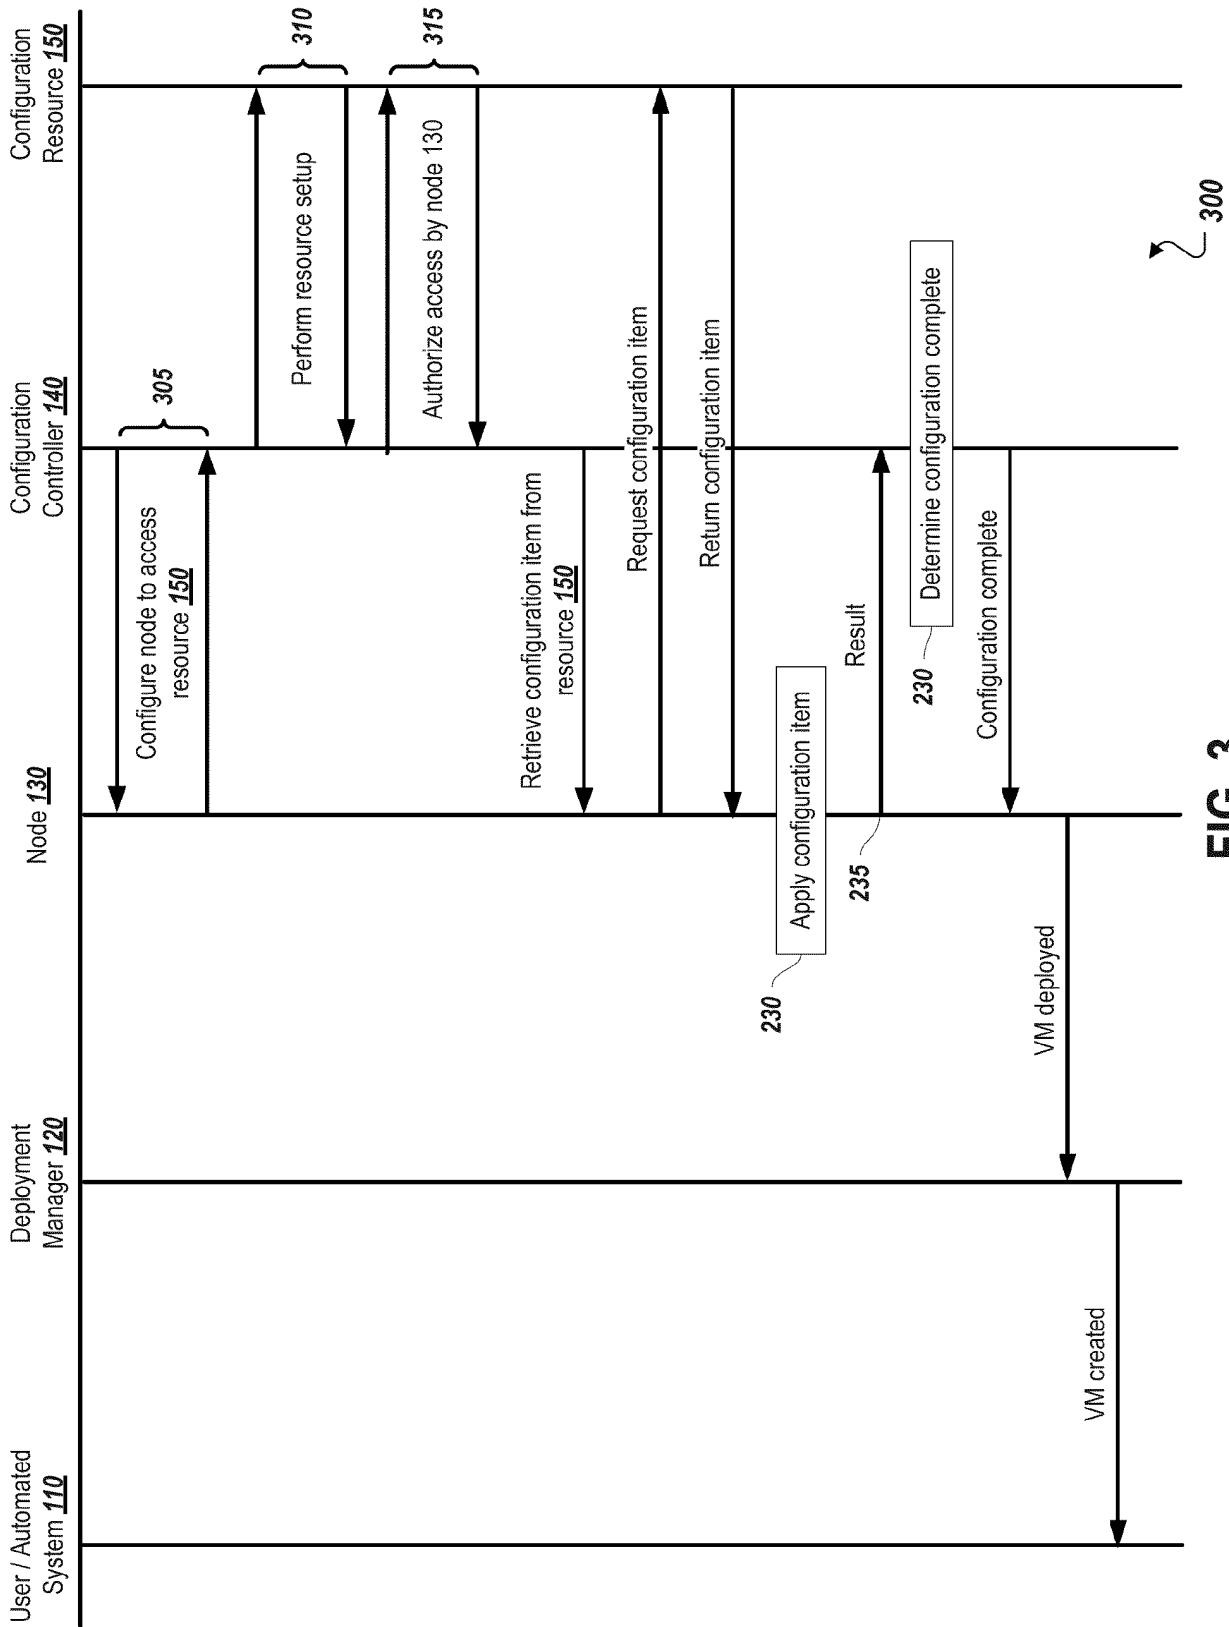 User / Automated
System 110
Deployment
Manager 120
Node 130
Configuration
Controller 140
Configuration
Resource 150
305
Configure node to access
resource 150
310
Perform resource setup
315
Authorize access by node 130
Retrieve configuration item from
resource 150
Request configuration item
Return configuration item
Apply configuration item
230
Result
235
Determine configuration complete
230
Configuration complete
VM deployed
VM created
300
FIG. 3